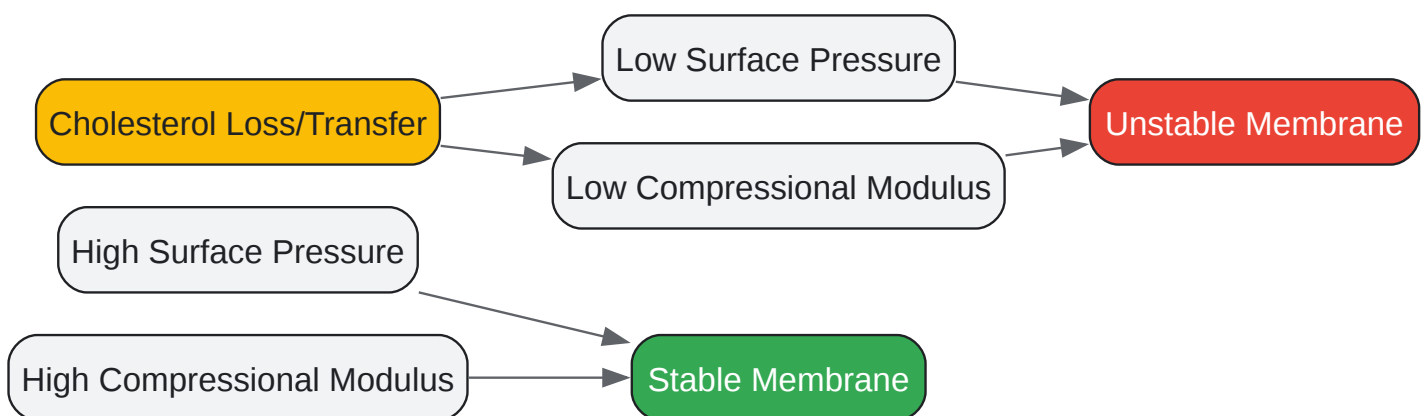 Low Surface Pressure
Cholesterol Loss/Transfer
Unstable Membrane
Low Compressional Modulus
High Surface Pressure
High Compressional Modulus
Stable Membrane